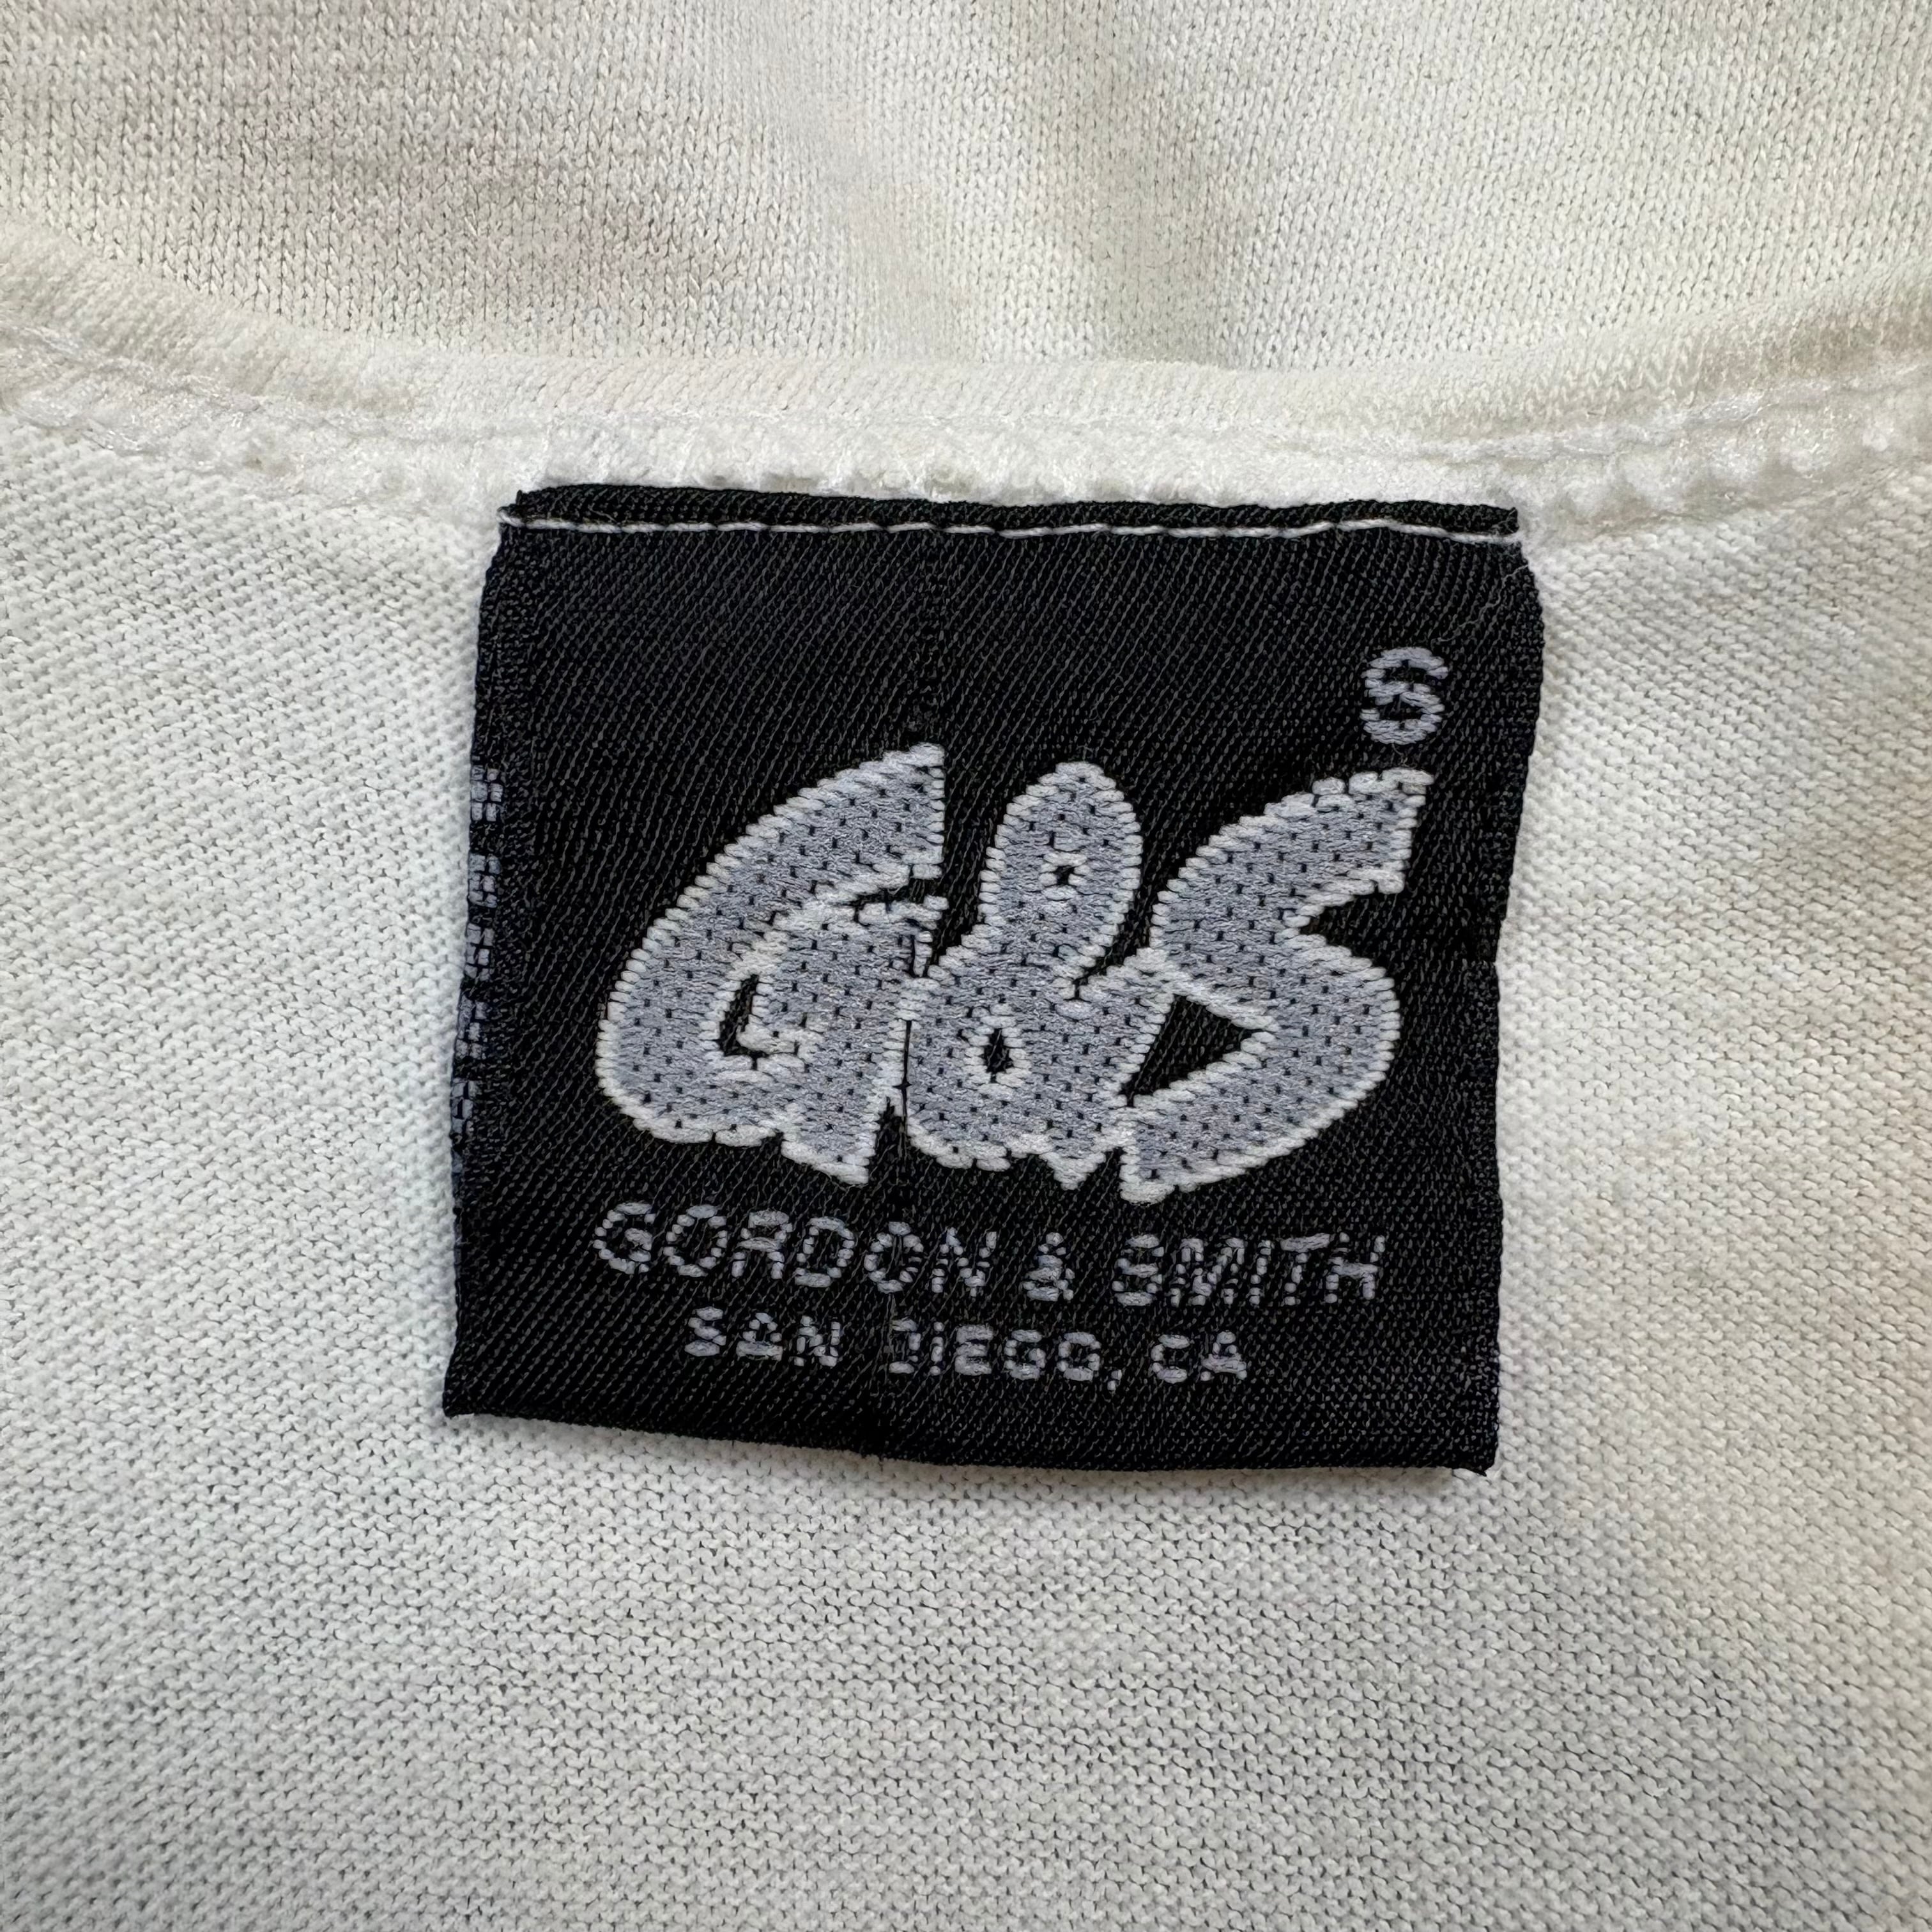 S
G&S
GORDON & SMITH
SAN DIEGO, CA